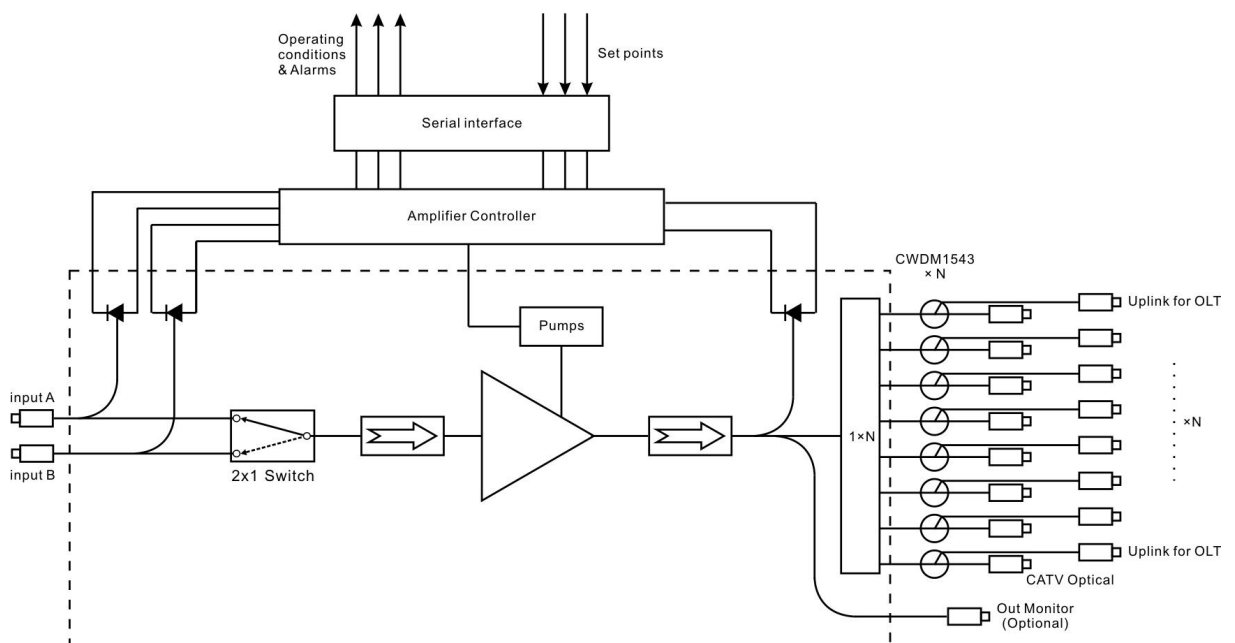 Operating
conditions
& Alarms
Set points
Serial interface
Amplifier Controller
CWDM1543
× N
Uplink for OLT
Pumps
input A
1×N
×N
input B
2x1 Switch
Uplink for OLT
CATV Optical
Out Monitor
(Optional)